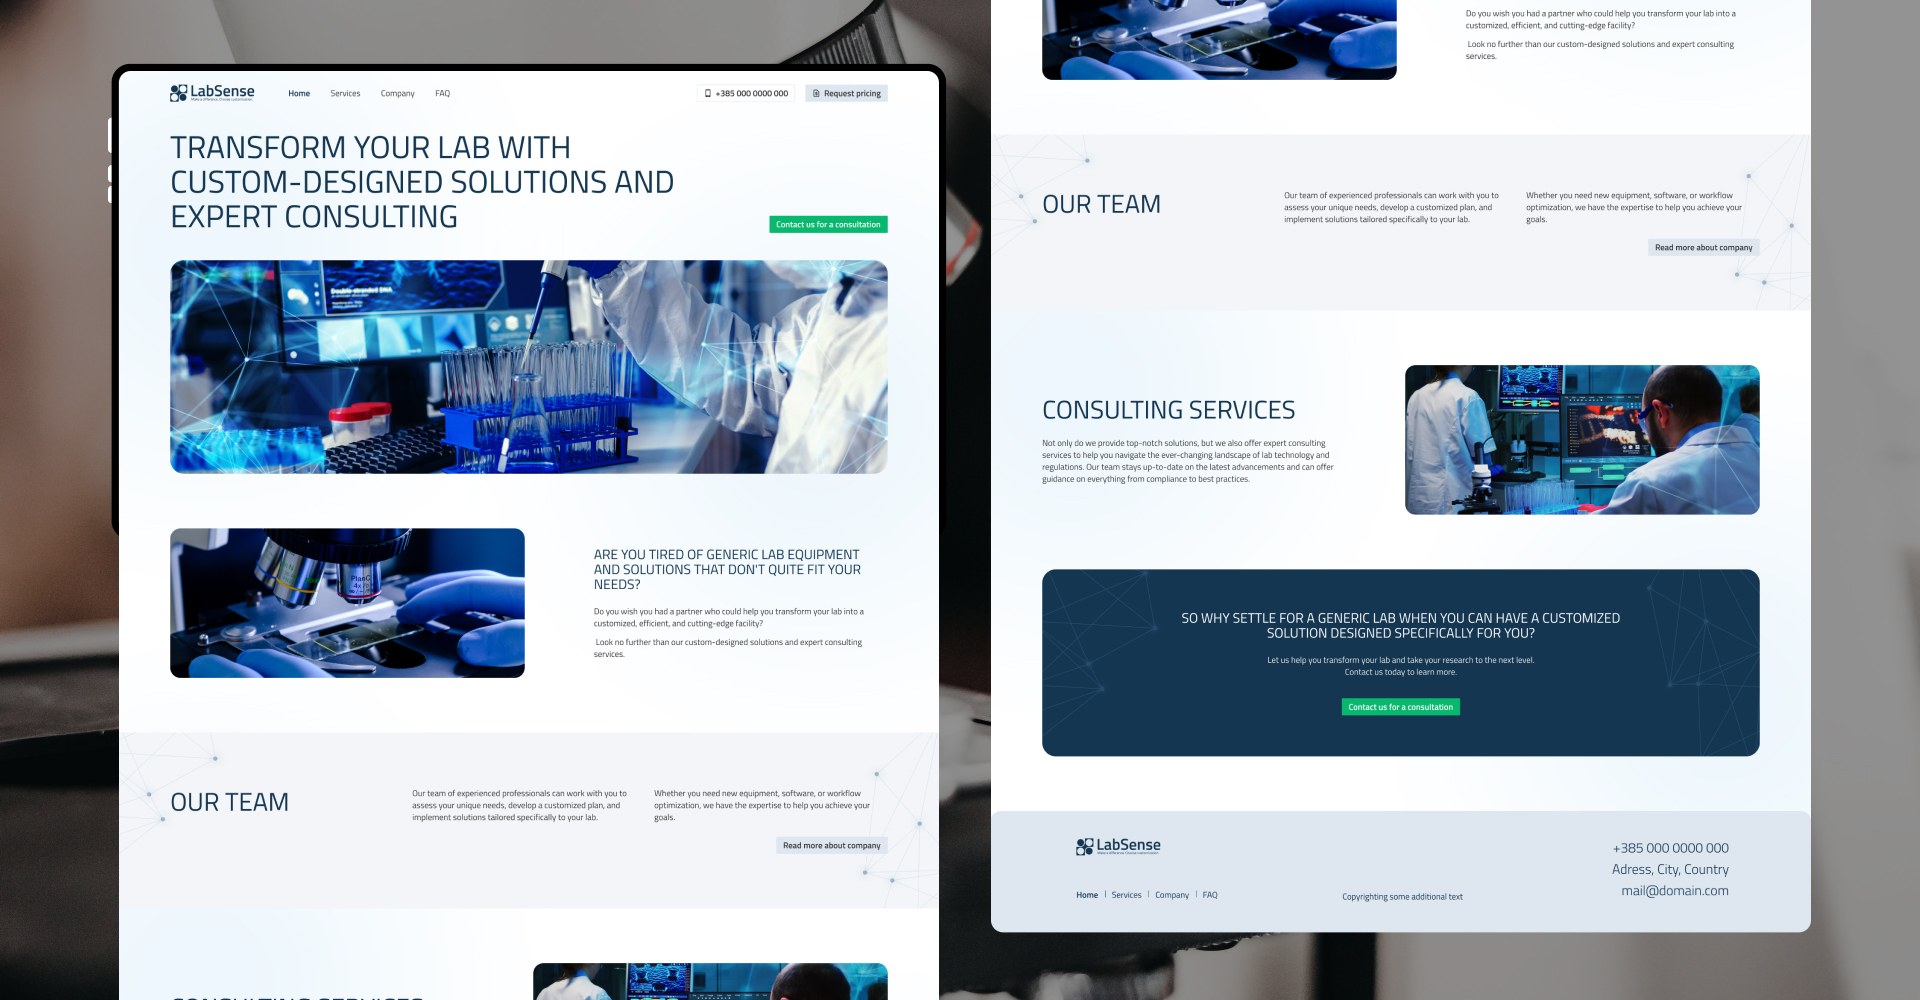 LabSense
Make a difference. Choose customization.
Home
Services
Company
FAQ
+385 000 0000 000
Request pricing
TRANSFORM YOUR LAB WITH
CUSTOM-DESIGNED SOLUTIONS AND
EXPERT CONSULTING
Contact us for a consultation
Double-stranded DNA
PlanC
4x
ARE YOU TIRED OF GENERIC LAB EQUIPMENT
AND SOLUTIONS THAT DON'T QUITE FIT YOUR
NEEDS?
Do you wish you had a partner who could help you transform your lab into a
customized, efficient, and cutting-edge facility?
Look no further than our custom-designed solutions and expert consulting
services.
OUR TEAM
Our team of experienced professionals can work with you to
assess your unique needs, develop a customized plan, and
implement solutions tailored specifically to your lab.
Whether you need new equipment, software, or workflow
optimization, we have the expertise to help you achieve your
goals.
Read more about company
CONSULTING SERVICES
Do you wish you had a partner who could help you transform your lab into a
customized, efficient, and cutting-edge facility?
Look no further than our custom-designed solutions and expert consulting
services.
OUR TEAM
Our team of experienced professionals can work with you to
assess your unique needs, develop a customized plan, and
implement solutions tailored specifically to your lab.
Whether you need new equipment, software, or workflow
optimization, we have the expertise to help you achieve your
goals.
Read more about company
CONSULTING SERVICES
Not only do we provide top-notch solutions, but we also offer expert consulting
services to help you navigate the ever-changing landscape of lab technology and
regulations. Our team stays up-to-date on the latest advancements and can offer
guidance on everything from compliance to best practices.
SO WHY SETTLE FOR A GENERIC LAB WHEN YOU CAN HAVE A CUSTOMIZED
SOLUTION DESIGNED SPECIFICALLY FOR YOU?
Let us help you transform your lab and take your research to the next level.
Contact us today to learn more.
Contact us for a consultation
LabSense
Make a difference. Choose customization.
Home
Services
Company
FAQ
Copyrighting some additional text
+385 000 0000 000
Adress, City, Country
mail@domain.com